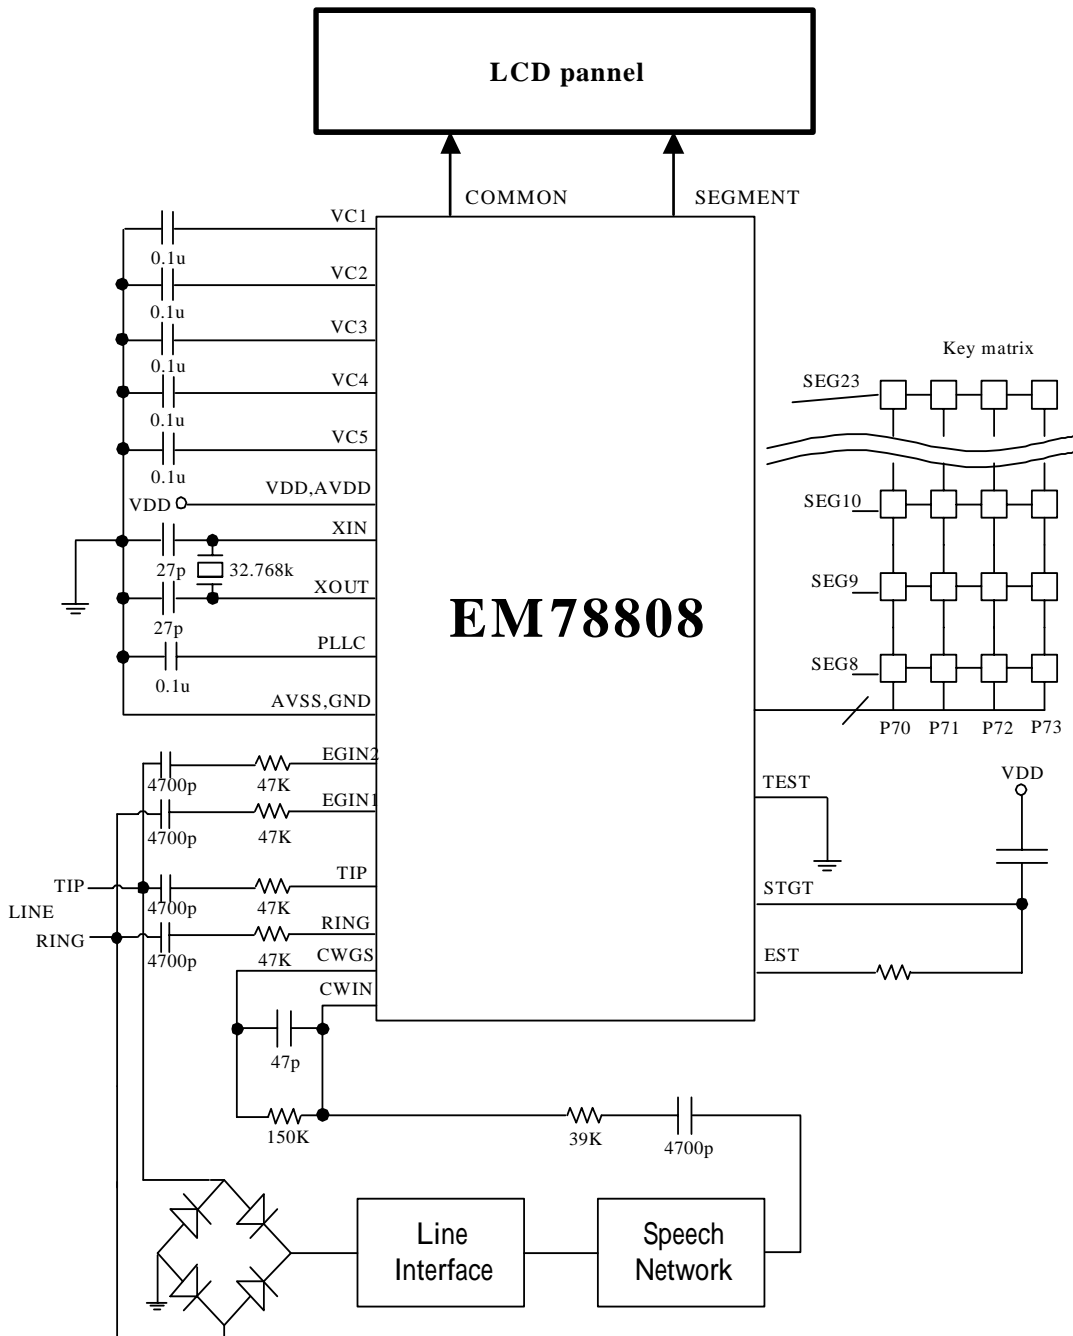 LCD pannel
COMMON
SEGMENT
VC1
0.1u
VC2
0.1u
VC3
0.1u
VC4
0.1u
VC5
0.1u
VDD,AVDD
VDD
XIN
27p
32.768k
XOUT
27p
PLLC
0.1u
AVSS,GND
EM78808
Key matrix
SEG23
SEG10
SEG9
SEG8
P70 P71 P72 P73
EGIN2
4700p 47K
EGIN1
4700p 47K
TIP
TIP
4700p 47K
LINE
RING
RING
4700p 47K
CWGS
CWIN
47p
150K
39K
4700p
TEST
VDD
STGT
EST
Line
Interface
Speech
Network